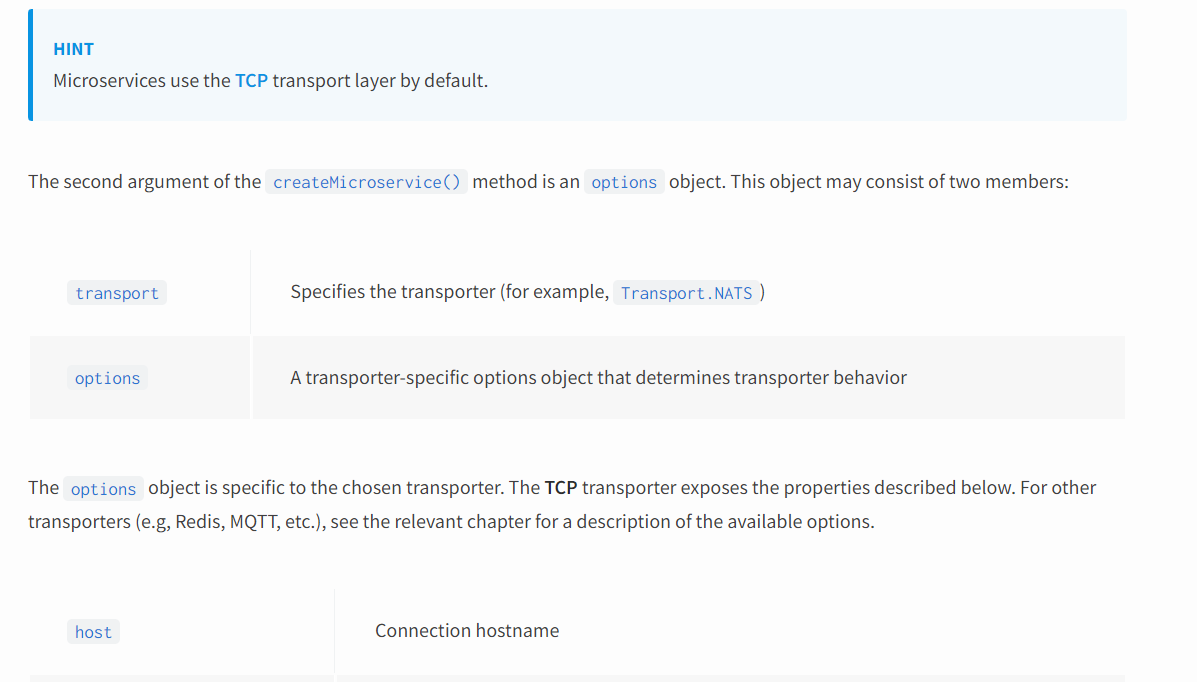 HINT
Microservices use the TCP transport layer by default.
The second argument of the createMicroservice() method is an options object. This object may consist of two members:
transport Specifies the transporter (for example, Transport.NATS )
options A transporter-specific options object that determines transporter behavior
The options object is specific to the chosen transporter. The TCP transporter exposes the properties described below. For other
transporters (e.g, Redis, MQTT, etc.), see the relevant chapter for a description of the available options.
host Connection hostname